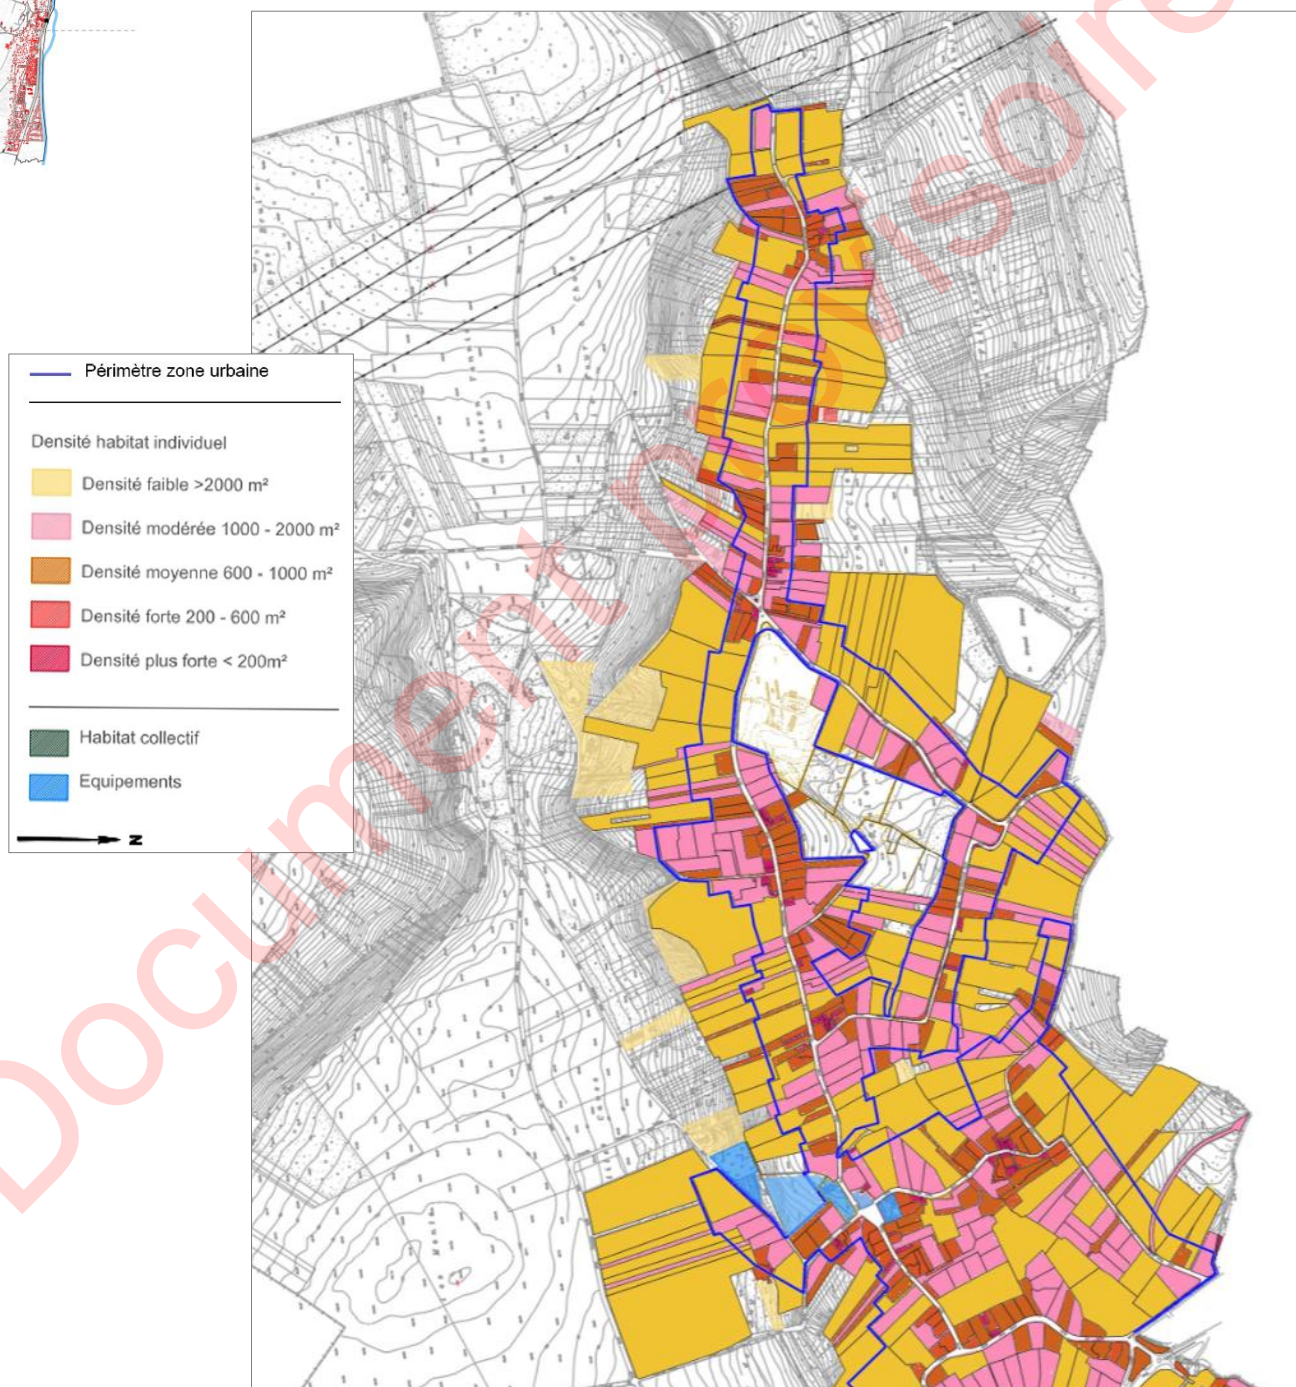 Périmètre zone urbaine
Densité habitat individuel
Densité faible >2000 m²
Densité modérée 1000 - 2000 m²
Densité moyenne 600 - 1000 m²
Densité forte 200 - 600 m²
Densité plus forte < 200m²
Habitat collectif
Equipements
N
Document provisoire